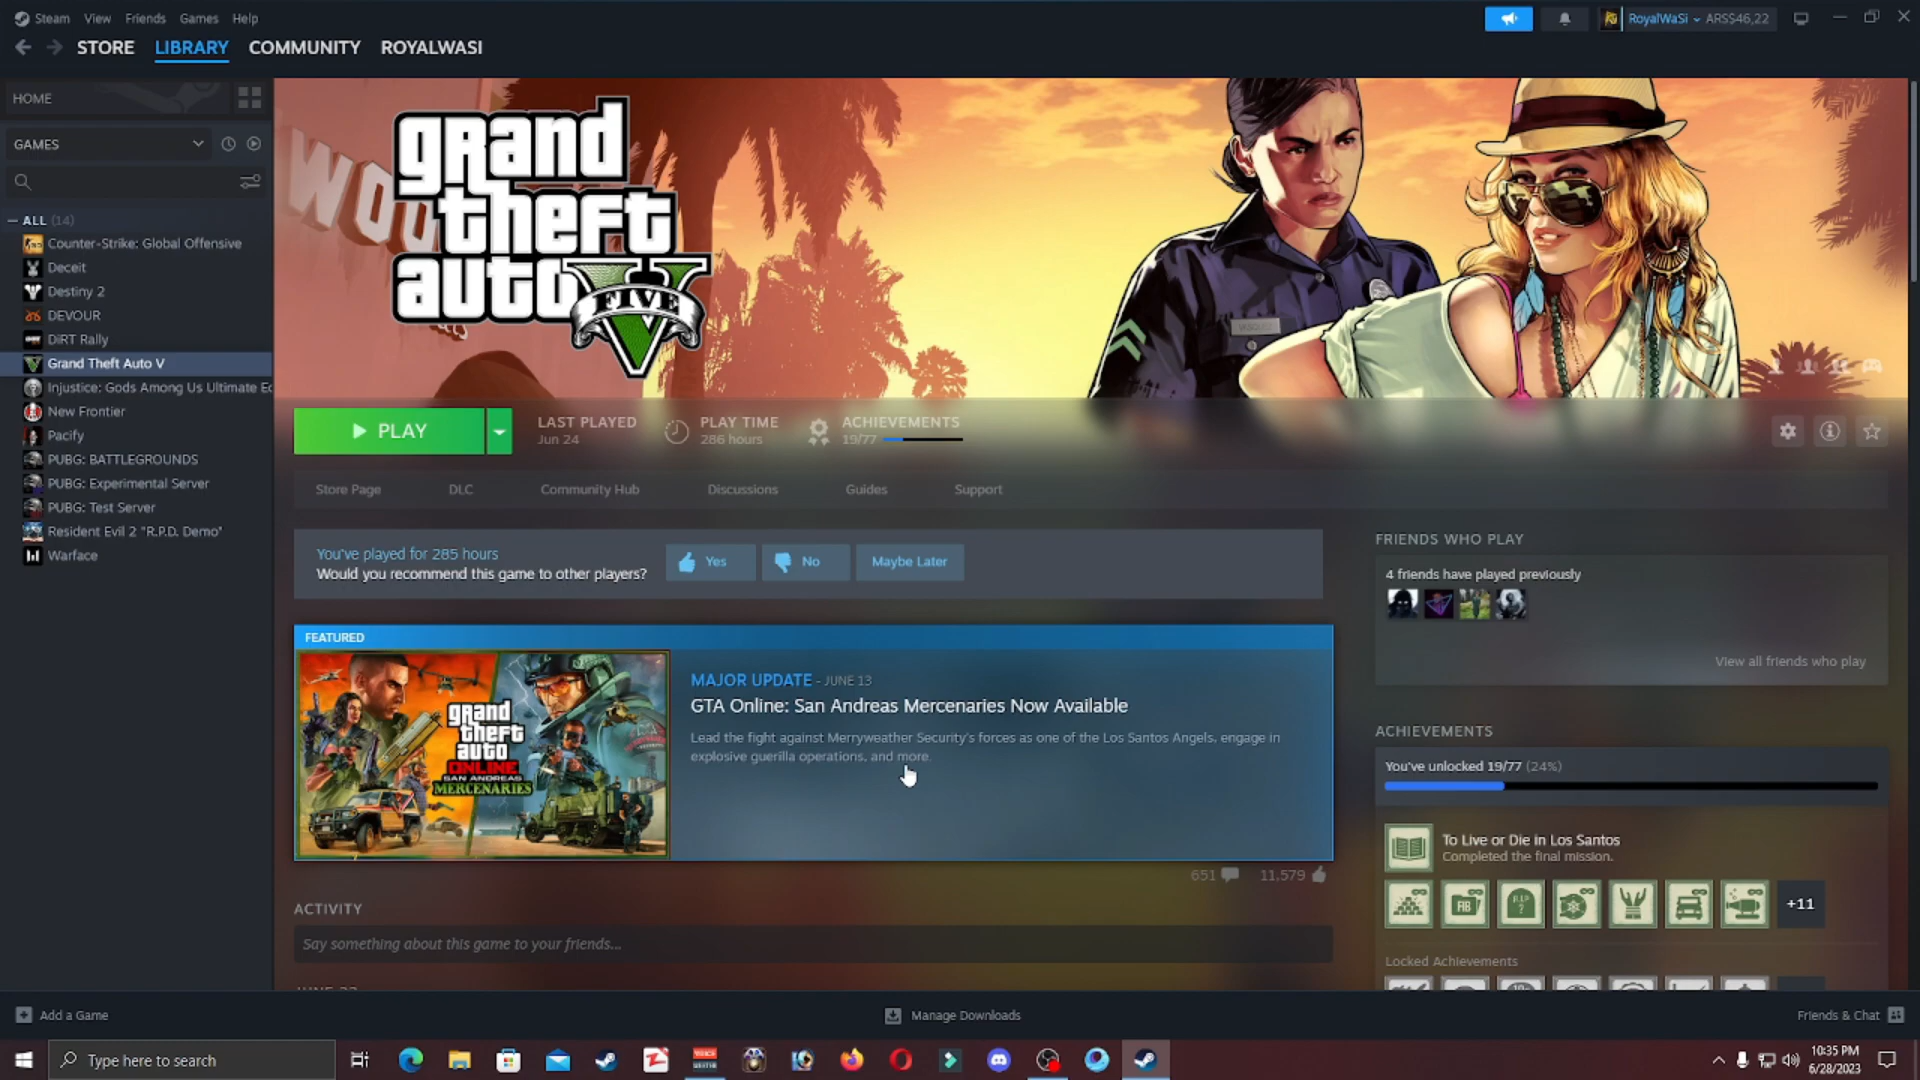 Steam View Friends Games Help
RoyalWaSi ARS$46,22
STORE LIBRARY COMMUNITY ROYALWASI
HOME
GAMES
ALL (14)
Counter-Strike: Global Offensive
Deceit
Destiny 2
DEVOUR
DiRT Rally
Grand Theft Auto V
Injustice: Gods Among Us Ultimate Ec
New Frontier
Pacify
PUBG: BATTLEGROUNDS
PUBG: Experimental Server
PUBG: Test Server
Resident Evil 2 "R.P.D. Demo"
Warface
grand
theft
auto V
FIVE
PLAY
LAST PLAYED
Jun 24
PLAY TIME
286 hours
ACHIEVEMENTS
19/77
Store Page DLC Community Hub Discussions Guides Support
You've played for 285 hours
Would you recommend this game to other players?
Yes No Maybe Later
FEATURED
grand
theft
auto
ONLINE
SAN ANDREAS
MERCENARIES
MAJOR UPDATE - JUNE 13
GTA Online: San Andreas Mercenaries Now Available
Lead the fight against Merryweather Security's forces as one of the Los Santos Angels, engage in
explosive guerilla operations, and more.
651 11,579
ACTIVITY
Say something about this game to your friends...
FRIENDS WHO PLAY
4 friends have played previously
View all friends who play
ACHIEVEMENTS
You've unlocked 19/77 (24%)
To Live or Die in Los Santos
Completed the final mission.
+11
Locked Achievements
Add a Game
Manage Downloads
Friends & Chat
Type here to search
10:35 PM
6/28/2023